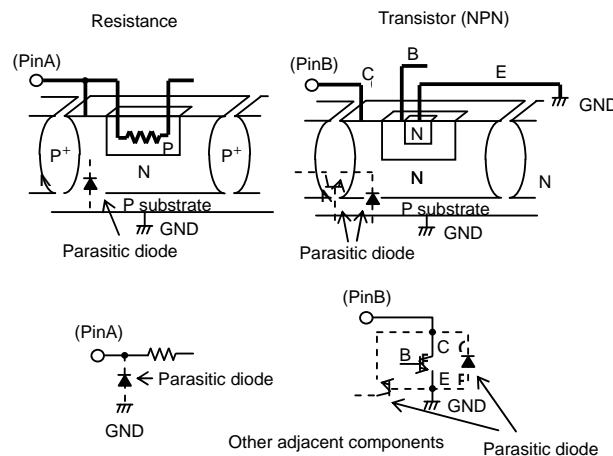 Resistance
Transistor (NPN)
(PinA)
(PinB)
B
C
E
GND
P+
P
P+
N
N
N
N
P substrate
P substrate
GND
GND
Parasitic diode
Parasitic diode
(PinA)
Parasitic diode
GND
(PinB)
C
B
E
GND
Other adjacent components
Parasitic diode